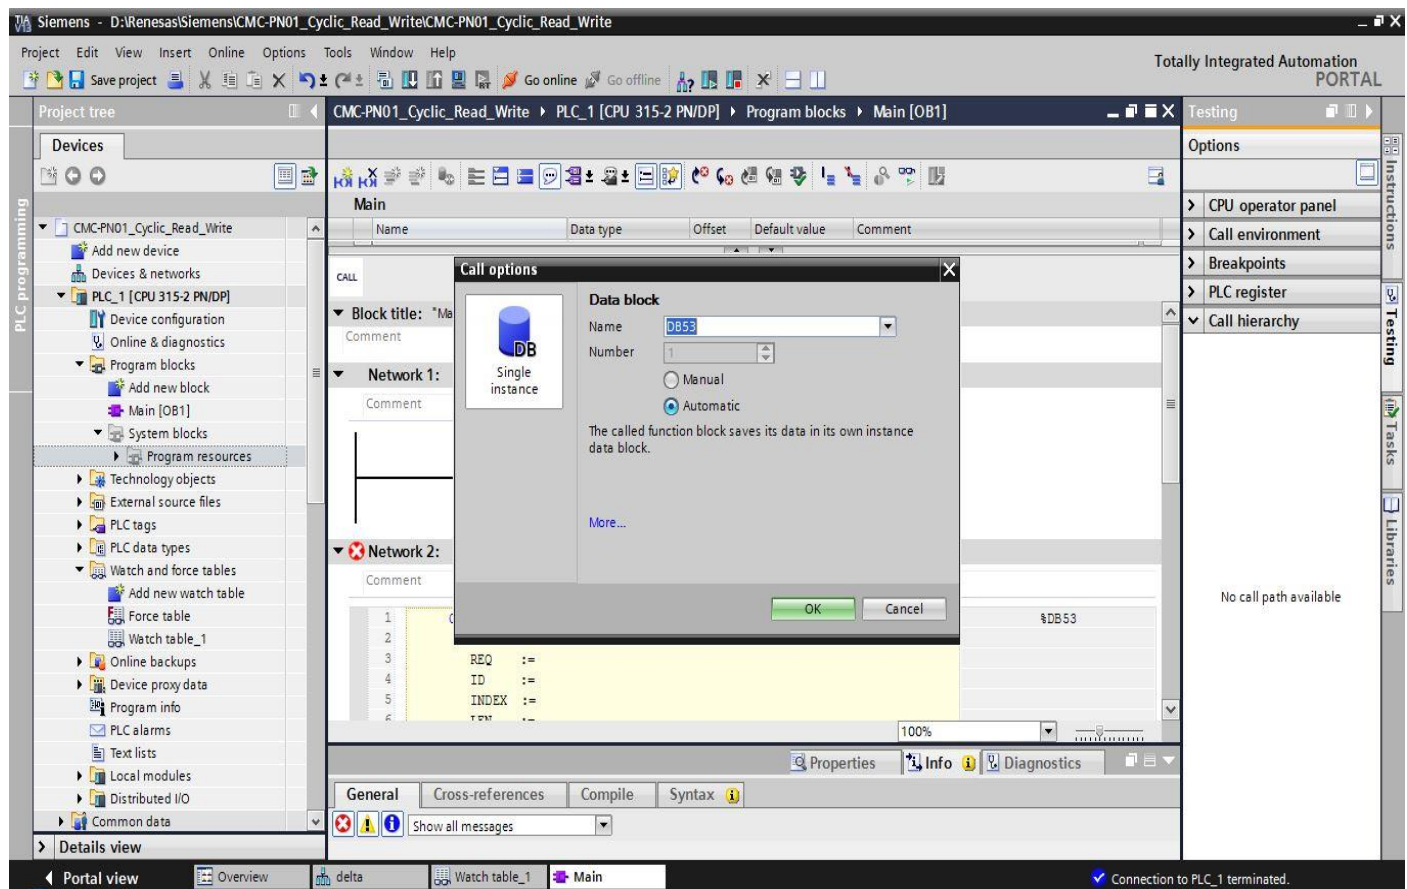 Siemens - D:\Renesas\Siemens\CMC-PN01_Cyclic_Read_Write\CMC-PN01_Cyclic_Read_Write
Project Edit View Insert Online Options Tools Window Help
Totally Integrated Automation
PORTAL
Save project
Go online
Go offline
Project tree
CMC-PN01_Cyclic_Read_Write
PLC_1 [CPU 315-2 PN/DP]
Program blocks
Main [OB1]
Testing
Devices
Options
PLC programming
CMC-PN01_Cyclic_Read_Write
Add new device
Devices & networks
PLC_1 [CPU 315-2 PN/DP]
Device configuration
Online & diagnostics
Program blocks
Add new block
Main [OB1]
System blocks
Program resources
Technology objects
External source files
PLC tags
PLC data types
Watch and force tables
Add new watch table
Force table
Watch table_1
Online backups
Device proxy data
Program info
PLC alarms
Text lists
Local modules
Distributed I/O
Common data
Details view
Main
Name Data type Offset Default value Comment
CALL
Block title: "Ma
Comment
Network 1:
Comment
Network 2:
Comment
1
%DB53
2
3 REQ :=
4 ID :=
5 INDEX :=
6 LEN :=
100%
Call options
DB
Single
instance
Data block
Name DB53
Number 1
Manual
Automatic
The called function block saves its data in its own instance
data block.
More...
OK Cancel
Properties Info Diagnostics
General Cross-references Compile Syntax
Show all messages
CPU operator panel
Call environment
Breakpoints
PLC register
Call hierarchy
No call path available
Instructions
Testing
Tasks
Libraries
Portal view Overview delta Watch table_1 Main
Connection to PLC_1 terminated.